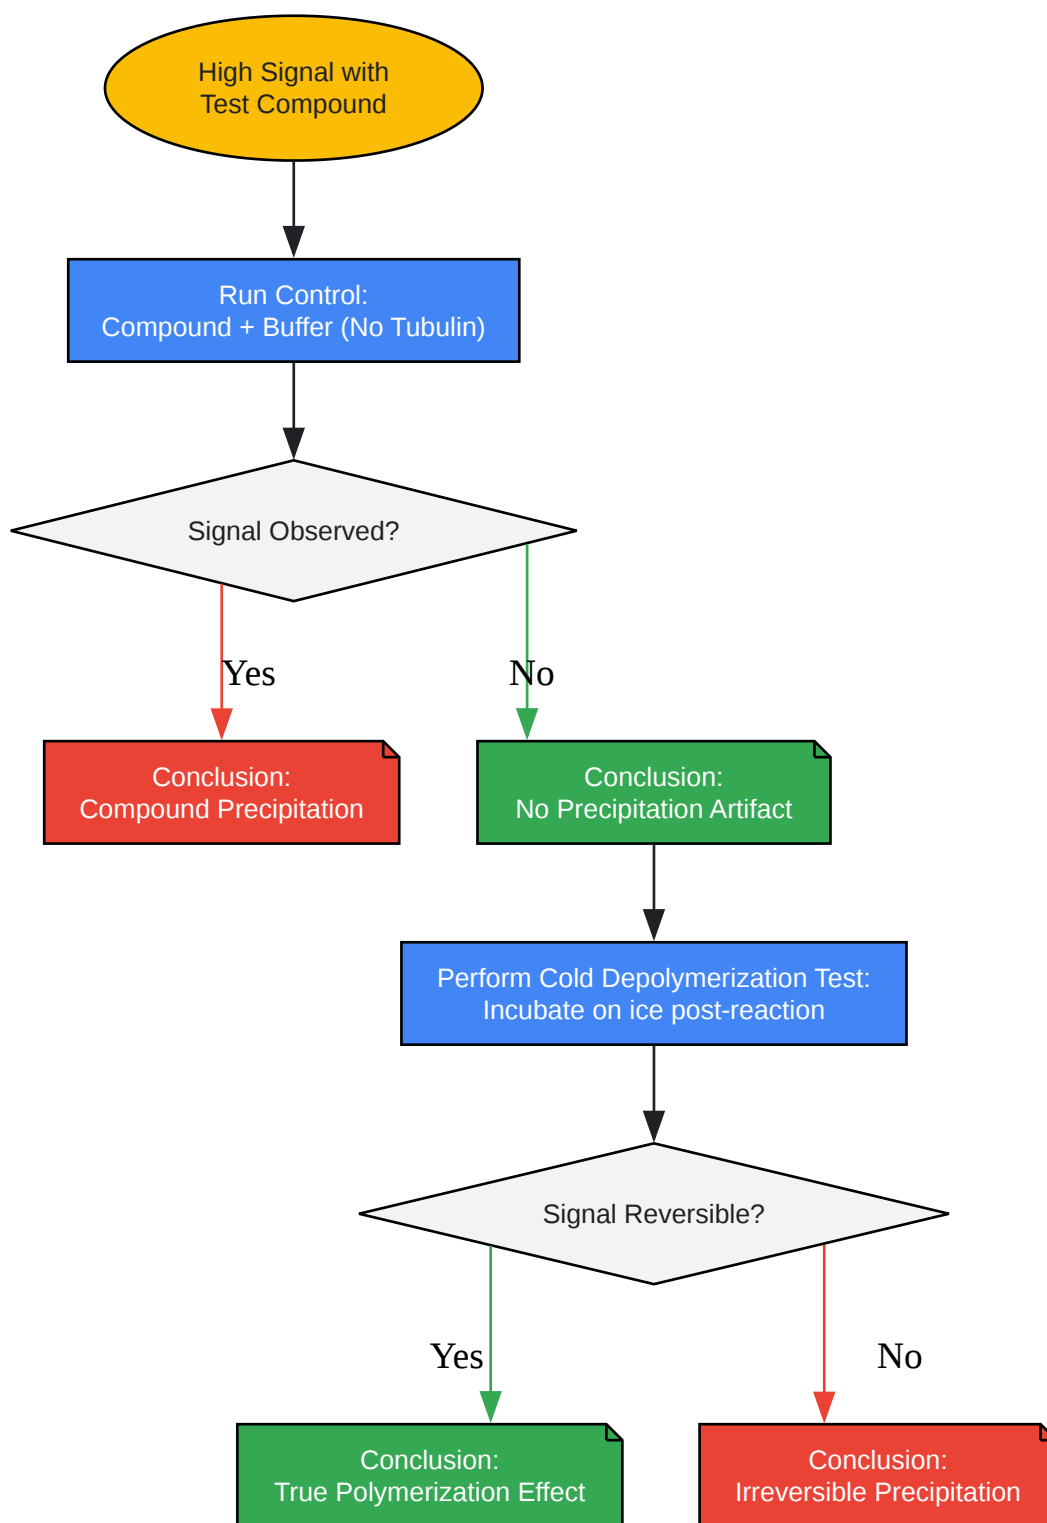 High Signal with
Test Compound
Run Control:
Compound + Buffer (No Tubulin)
Signal Observed?
Yes
No
Conclusion:
Compound Precipitation
Conclusion:
No Precipitation Artifact
Perform Cold Depolymerization Test:
Incubate on ice post-reaction
Signal Reversible?
Yes
No
Conclusion:
True Polymerization Effect
Conclusion:
Irreversible Precipitation